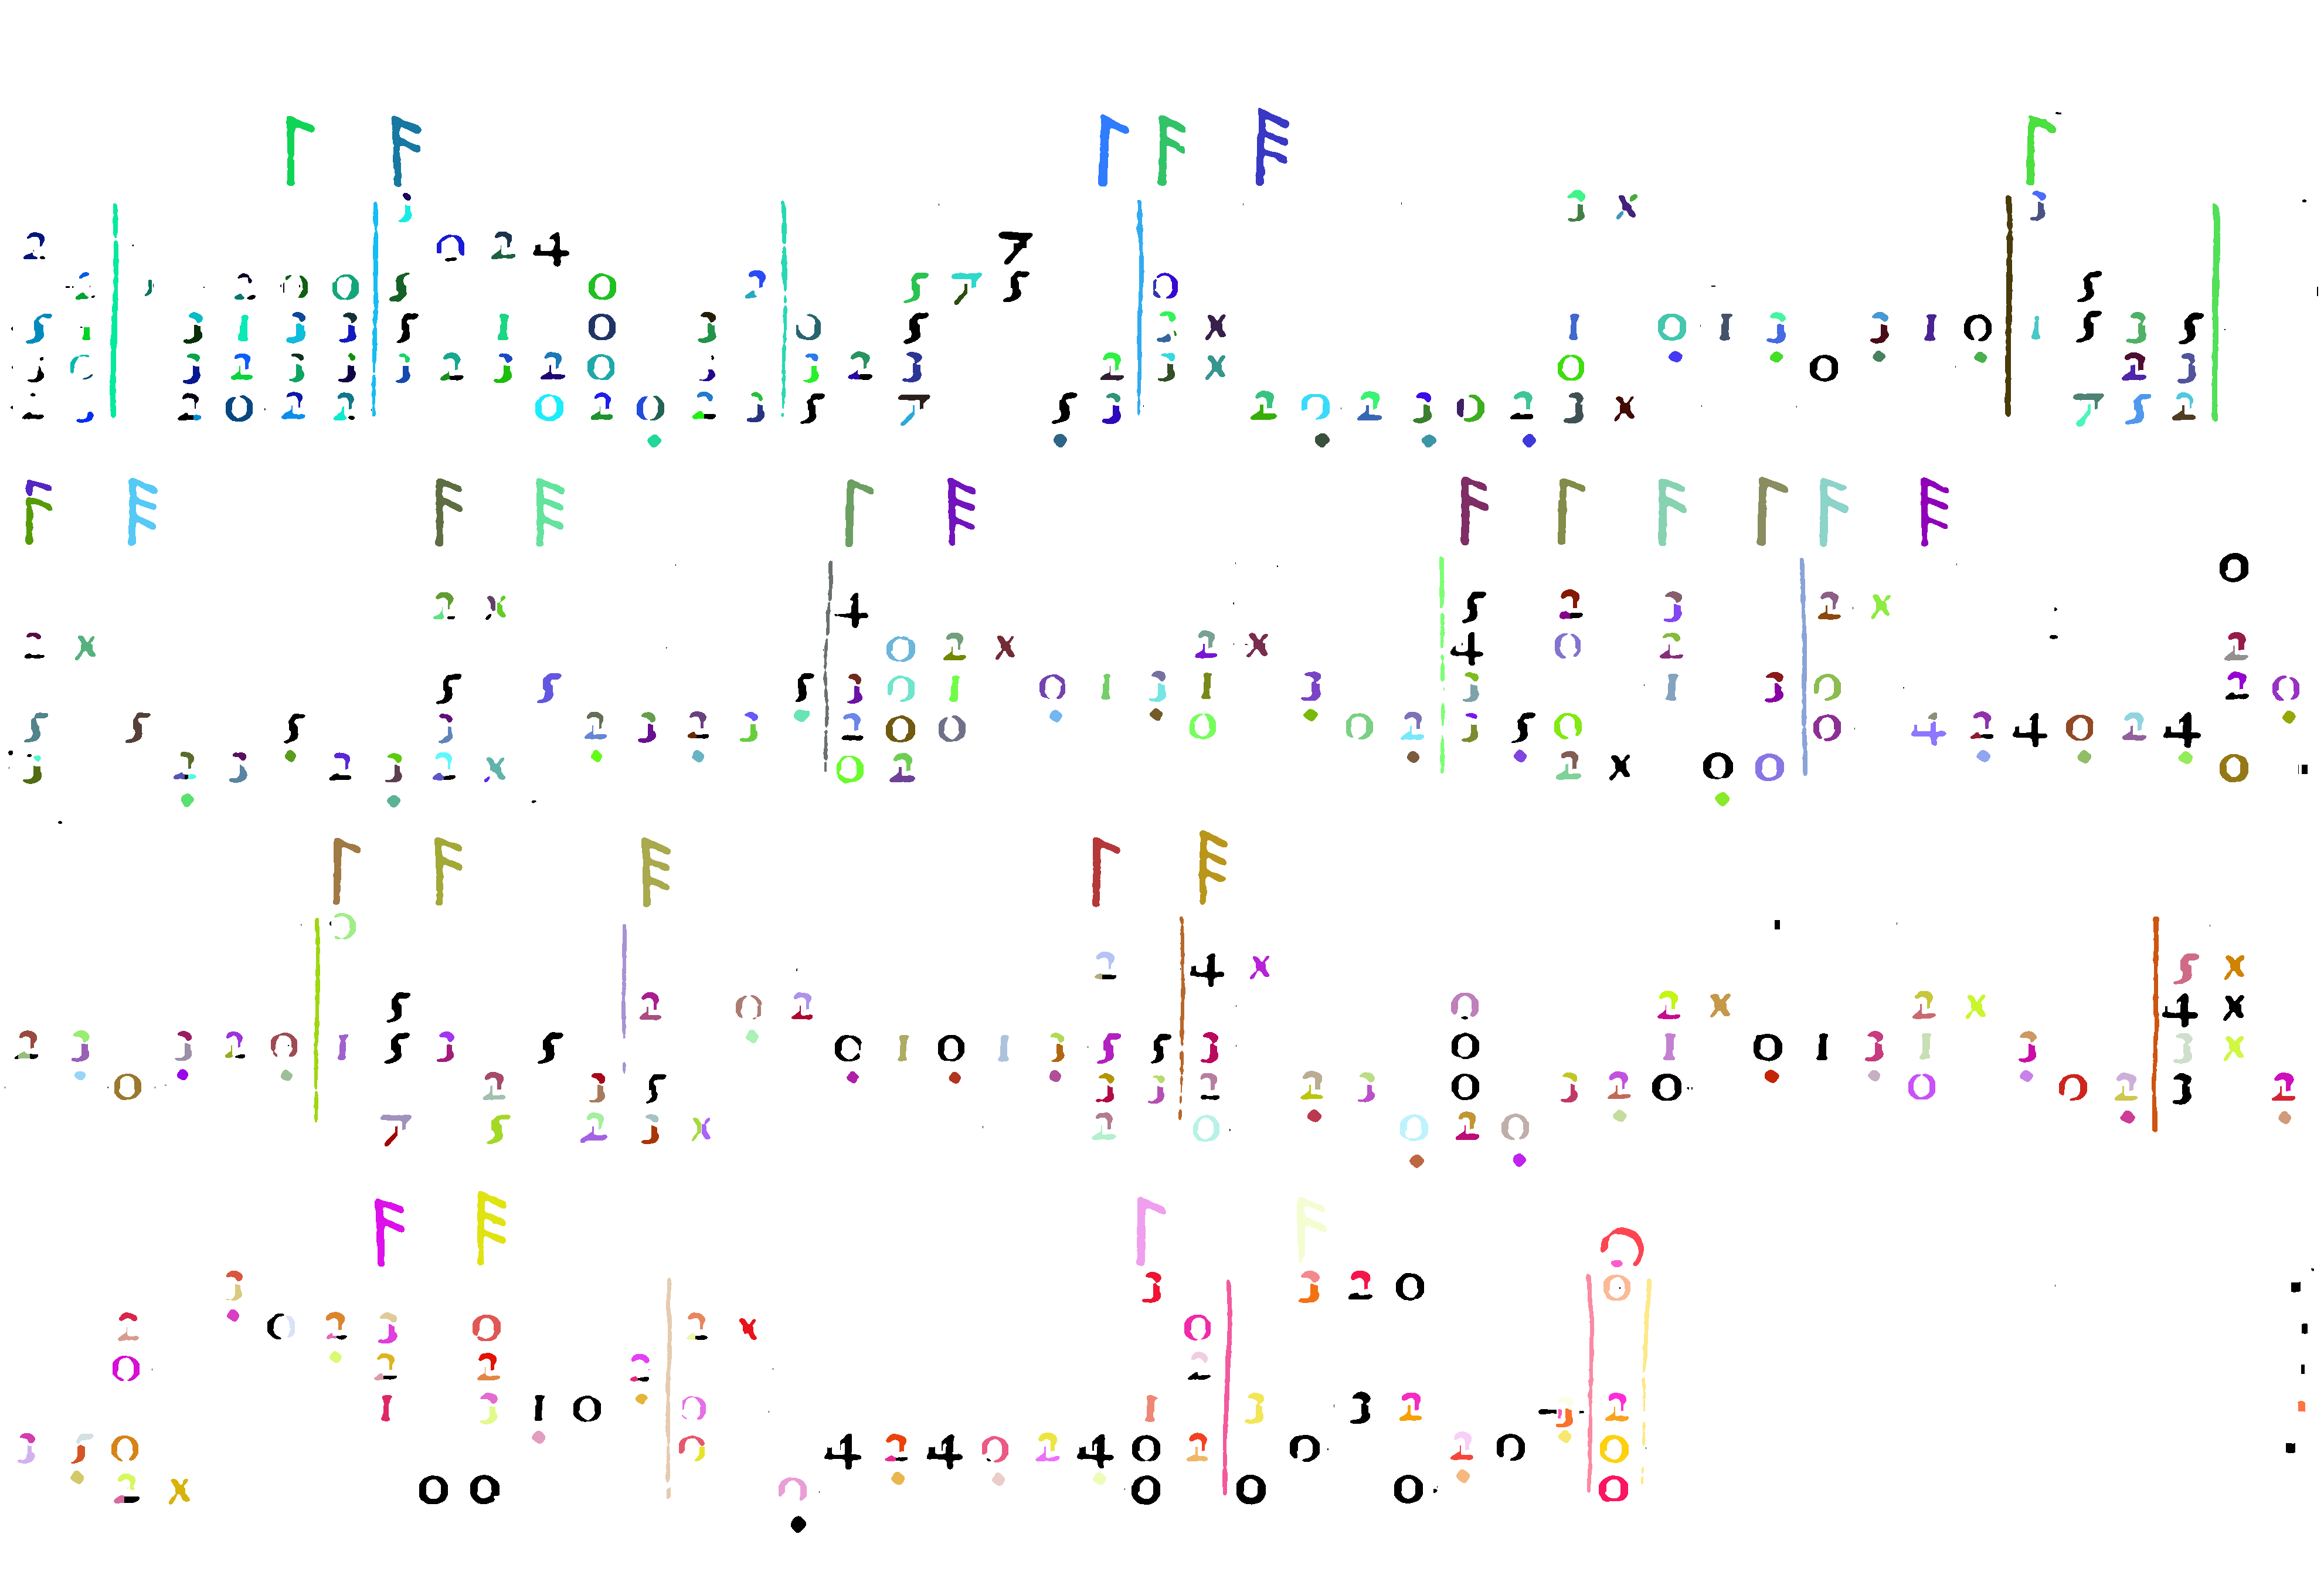 3 3 x 3
2 0 2 4 7
2 2 0 0 5 0 2 5 7 5 0 5
5 1 3 1 3 3 5 1 0 3 0 5 3 x 1 0 1 3 3 1 0 1 5 3 5
3 0 3 2 3 3 3 2 3 2 0 3 3 2 3 2 3 x 0 0 2 3
2 3 2 0 2 2 0 2 0 2 3 5 7 5 3 2 0 2 3 0 2 3 x 7 5 2
0
2 x 4 5 2 3 2 x
2 x 0 2 x 2 x 4 0 2 2
5 5 5 3 0 1 0 1 3 1 3 3 1 3 0 2 0
5 5 5 3 2 3 2 3 2 0 0 0 0 2 3 5 0 0 4 2 4 0 2 4
3 2 3 2 3 2 x 0 2 2 x 0 0 0
0
2 4 x 5 x
5 2 0 2 0 2 x 2 x 4 x
2 3 3 2 0 1 5 3 5 0 1 0 1 3 5 5 3 0 1 0 1 3 1 3 3 x
0 2 3 5 3 3 2 2 3 0 3 2 0 0 0 2 3 2
7 5 2 3 x 2 0 0 2 0
3 3 3 2 0 0
2 0 2 3 0 2 x 0
0 2 2 2 2
1 3 1 0 0 1 3 3 2 3 2
3 5 0 0 4 2 4 0 2 4 0 2 0 2 0 0
2 x 0 0 0 0 0 0 0